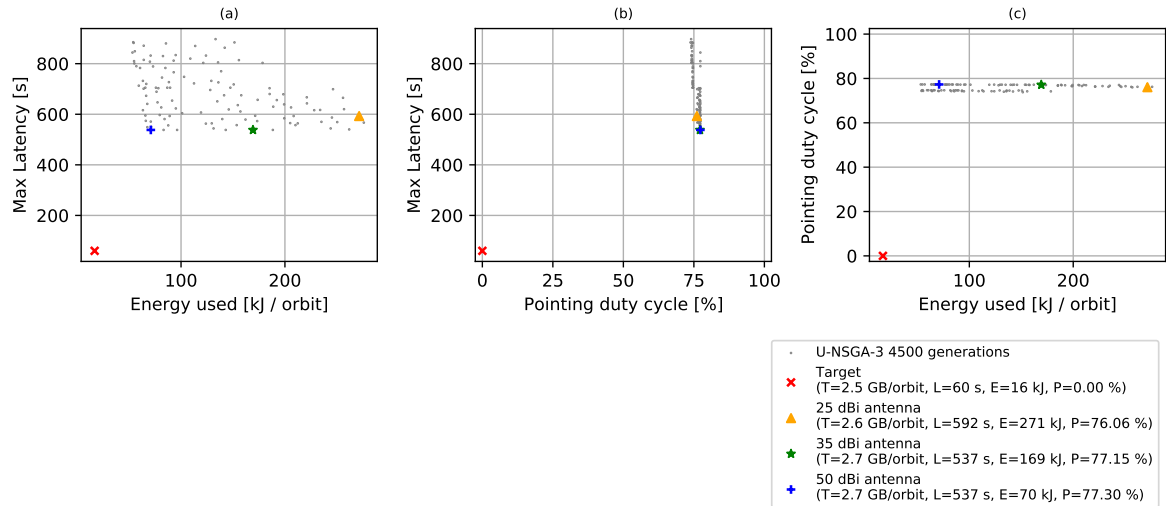 (a)
(b)
(c)
Max Latency [s]
800
600
400
200
100
200
Energy used [kJ / orbit]
Max Latency [s]
800
600
400
200
0
25
50
75
100
Pointing duty cycle [%]
Pointing duty cycle [%]
100
80
60
40
20
0
100
200
Energy used [kJ / orbit]
U-NSGA-3 4500 generations
Target
(T=2.5 GB/orbit, L=60 s, E=16 kJ, P=0.00 %)
25 dBi antenna
(T=2.6 GB/orbit, L=592 s, E=271 kJ, P=76.06 %)
35 dBi antenna
(T=2.7 GB/orbit, L=537 s, E=169 kJ, P=77.15 %)
50 dBi antenna
(T=2.7 GB/orbit, L=537 s, E=70 kJ, P=77.30 %)